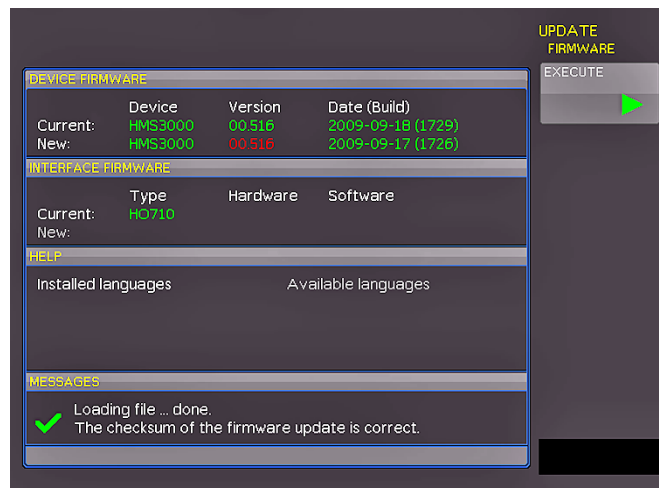 UPDATE
FIRMWARE
EXECUTE
DEVICE FIRMWARE
Device Version Date (Build)
Current: HMS3000 00.516 2009-09-18 (1729)
New: HMS3000 00.516 2009-09-17 (1726)
INTERFACE FIRMWARE
Type Hardware Software
Current: HO710
New:
HELP
Installed languages Available languages
MESSAGES
Loading file ... done.
The checksum of the firmware update is correct.